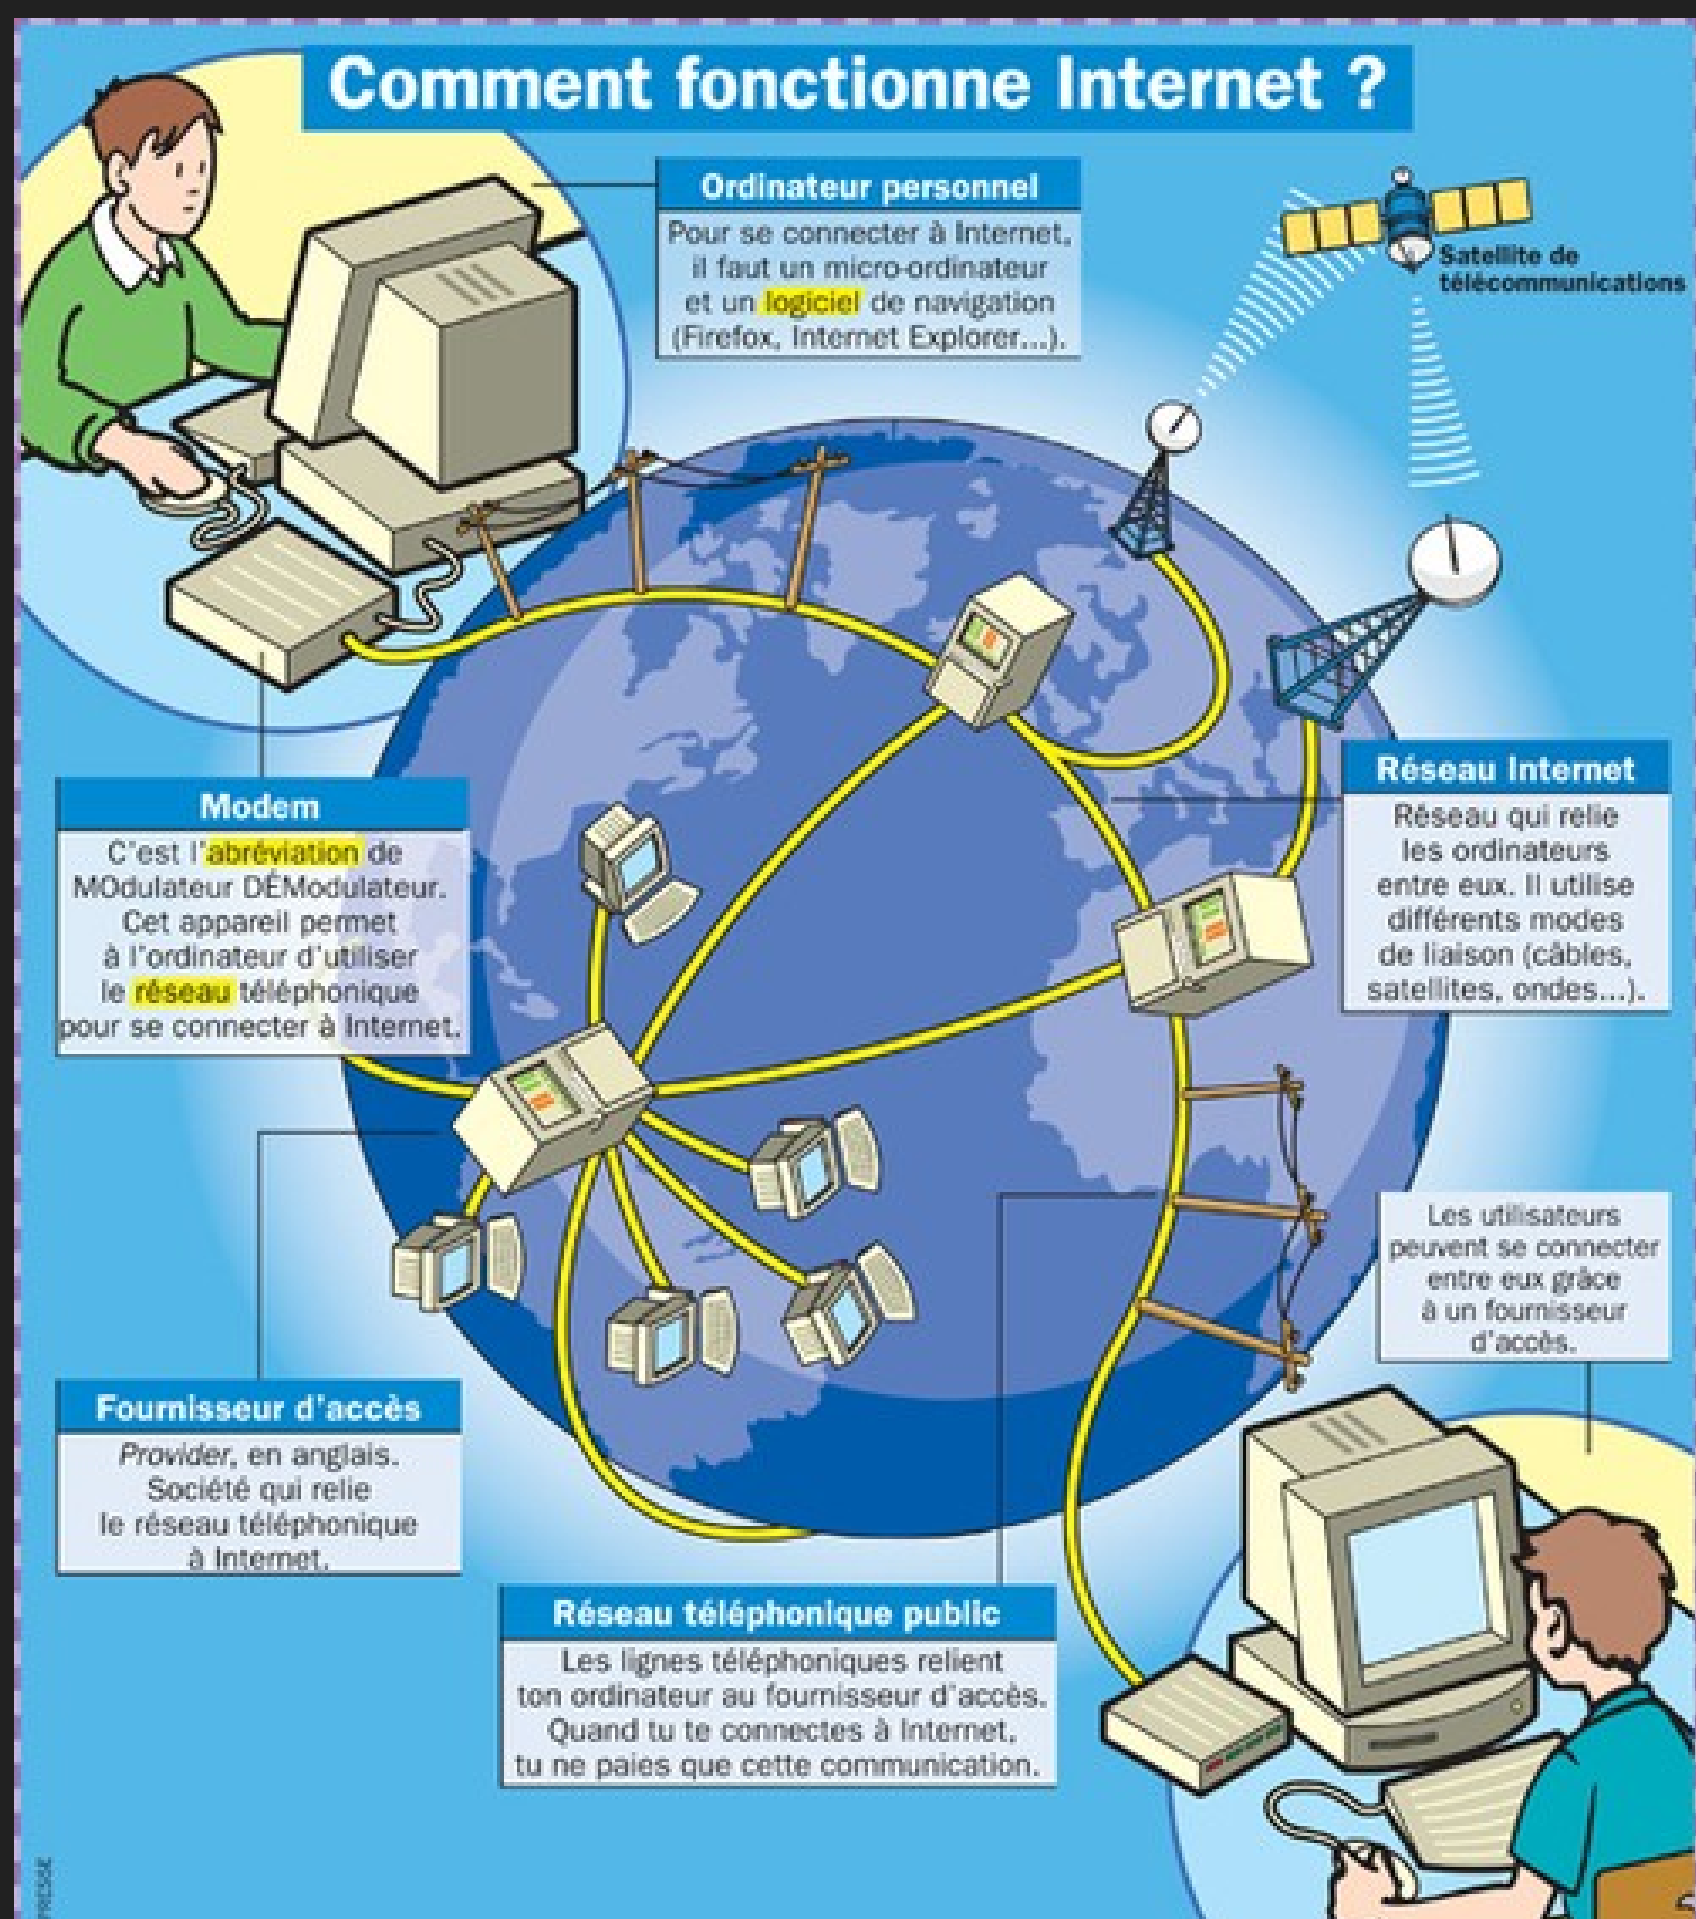 Comment fonctionne Internet ?
Ordinateur personnel
Pour se connecter à Internet,
il faut un micro-ordinateur
et un logiciel de navigation
(Firefox, Internet Explorer...).
Satellite de
télécommunications
Modem
C'est l'abréviation de
MOdulateur DÉModulateur.
Cet appareil permet
à l'ordinateur d'utiliser
le réseau téléphonique
pour se connecter à Internet.
Réseau Internet
Réseau qui relie
les ordinateurs
entre eux. Il utilise
différents modes
de liaison (câbles,
satellites, ondes...).
Les utilisateurs
peuvent se connecter
entre eux grâce
à un fournisseur
d'accès.
Fournisseur d'accès
Provider, en anglais.
Société qui relie
le réseau téléphonique
à Internet.
Réseau téléphonique public
Les lignes téléphoniques relient
ton ordinateur au fournisseur d'accès.
Quand tu te connectes à Internet,
tu ne paies que cette communication.
PRESSE